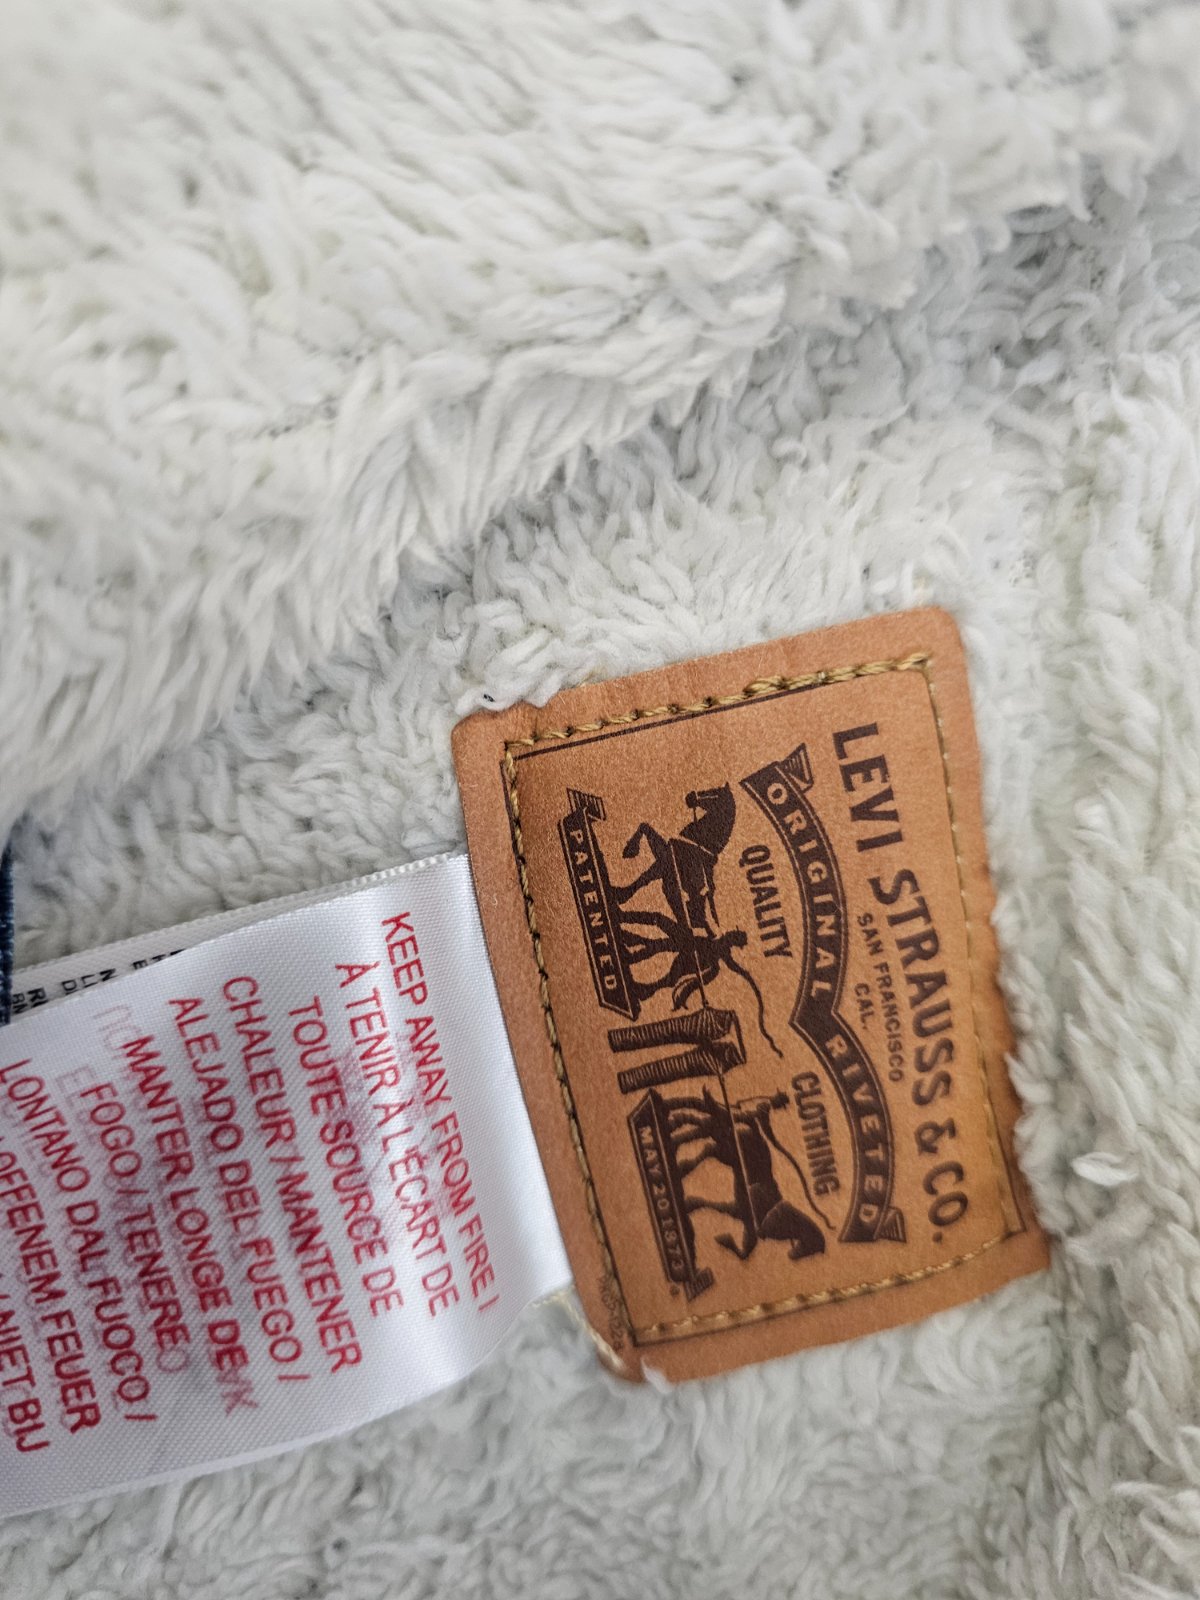 LEVI STRAUSS & CO.
SAN FRANCISCO
CAL.
ORIGINAL RIVETED
QUALITY CLOTHING
PATENTED MAY 20 1873
KEEP AWAY FROM FIRE /
À TENIR À L'ÉCART DE
TOUTE SOURCE DE
CHALEUR / MANTENER
ALEJADO DEL FUEGO /
MANTER LONGE DE
FOGO / TENERE
LONTANO DAL FUOCO /
OFFENEM FEUER
NIET BIJ